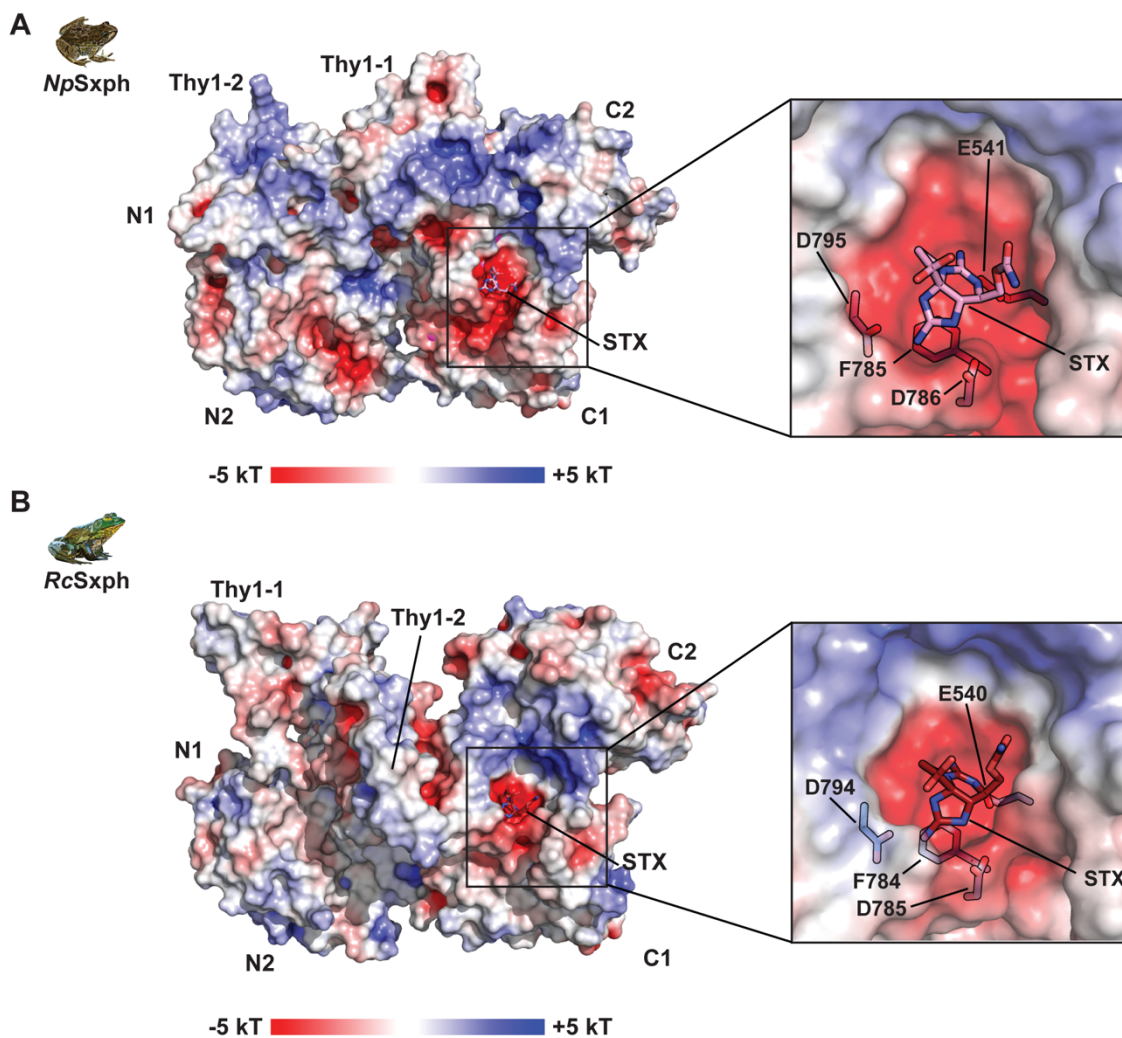 A
NpSxph
Thy1-2
Thy1-1
C2
N1
STX
N2
C1
E541
D795
F785
D786
STX
-5 kT
+5 kT
B
RcSxph
Thy1-1
Thy1-2
C2
N1
STX
N2
C1
E540
D794
F784
D785
STX
-5 kT
+5 kT